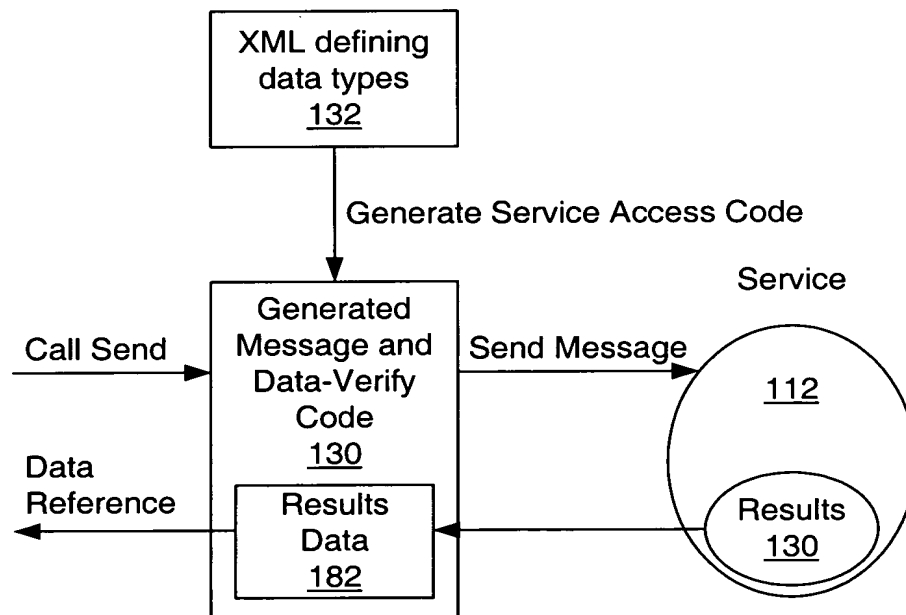 XML defining
data types
132
Generate Service Access Code
Service
Generated
Message and
Data-Verify
Code
130
Call Send
Send Message
112
Data
Reference
Results
Data
182
Results
130